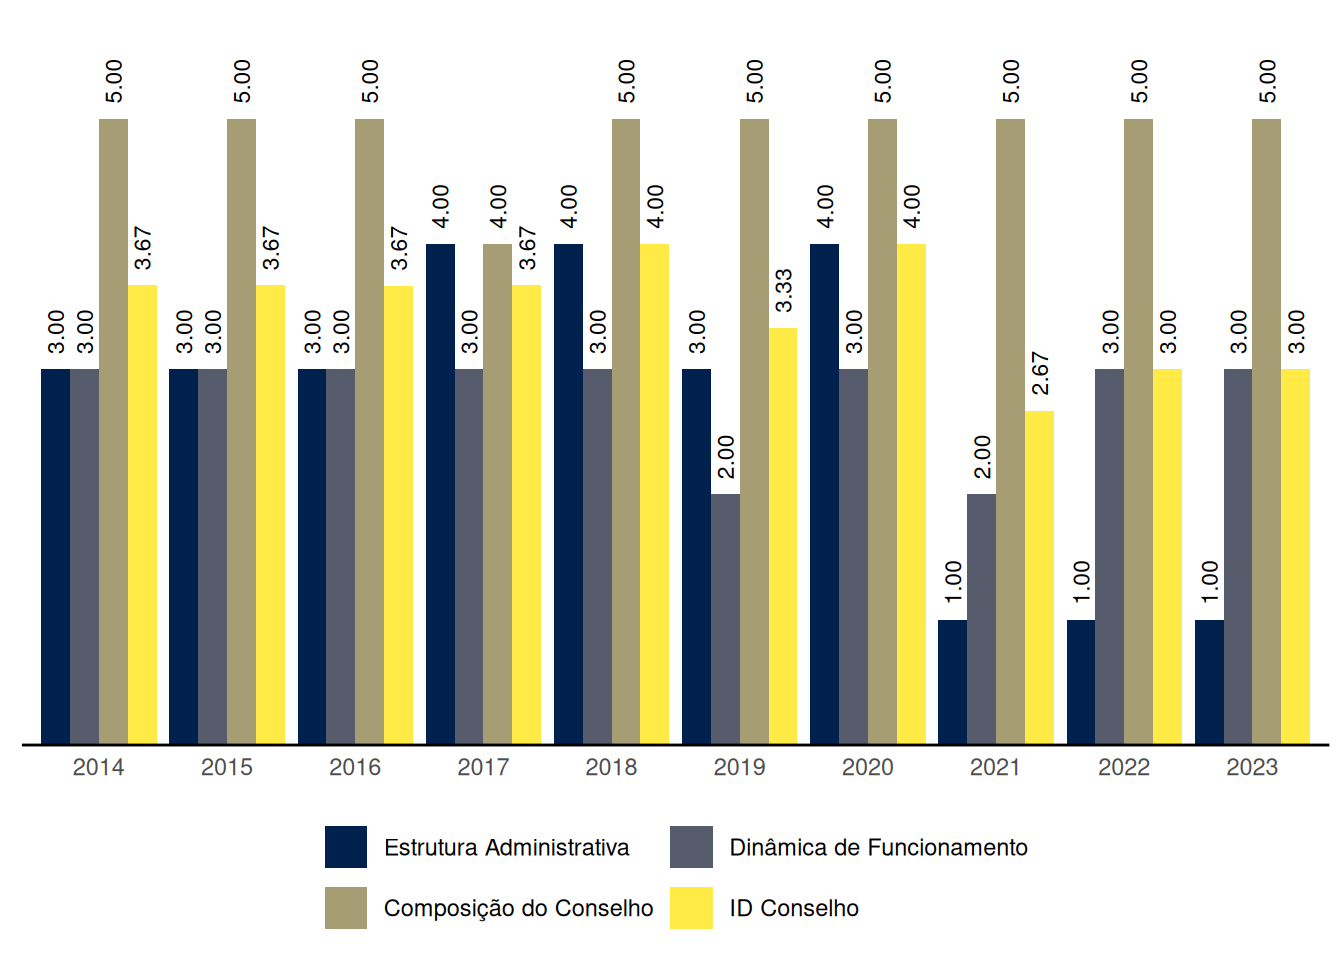 5.00 5.00 5.00 5.00 5.00 5.00 5.00 5.00 5.00
4.00 4.00 4.00 4.00 4.00 4.00
3.67 3.67 3.67 3.67
3.33
3.00 3.00 3.00 3.00 3.00 3.00 3.00 3.00 3.00 3.00 3.00 3.00 3.00 3.00
2.67
2.00 2.00
1.00 1.00 1.00
2014 2015 2016 2017 2018 2019 2020 2021 2022 2023
Estrutura Administrativa Dinâmica de Funcionamento
Composição do Conselho ID Conselho